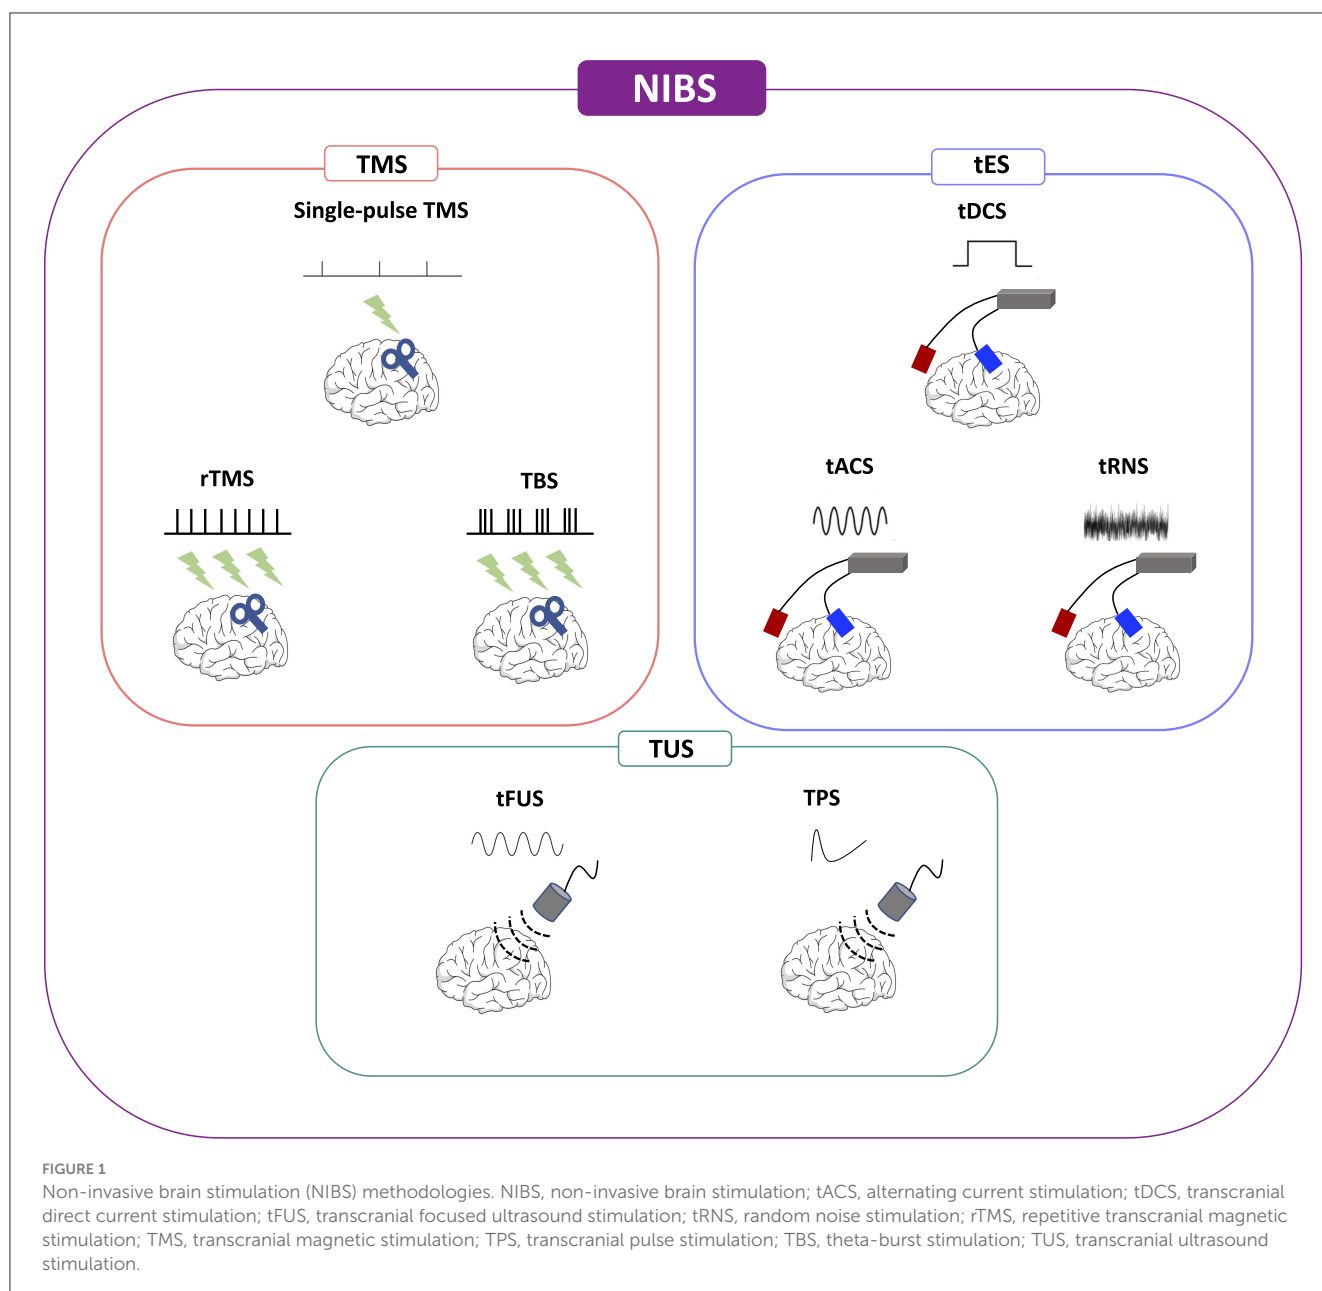 NIBS
TMS
Single-pulse TMS
rTMS
TBS
tES
tDCS
tACS
tRNS
TUS
tFUS
TPS
FIGURE 1
Non-invasive brain stimulation (NIBS) methodologies. NIBS, non-invasive brain stimulation; tACS, alternating current stimulation; tDCS, transcranial
direct current stimulation; tFUS, transcranial focused ultrasound stimulation; tRNS, random noise stimulation; rTMS, repetitive transcranial magnetic
stimulation; TMS, transcranial magnetic stimulation; TPS, transcranial pulse stimulation; TBS, theta-burst stimulation; TUS, transcranial ultrasound
stimulation.